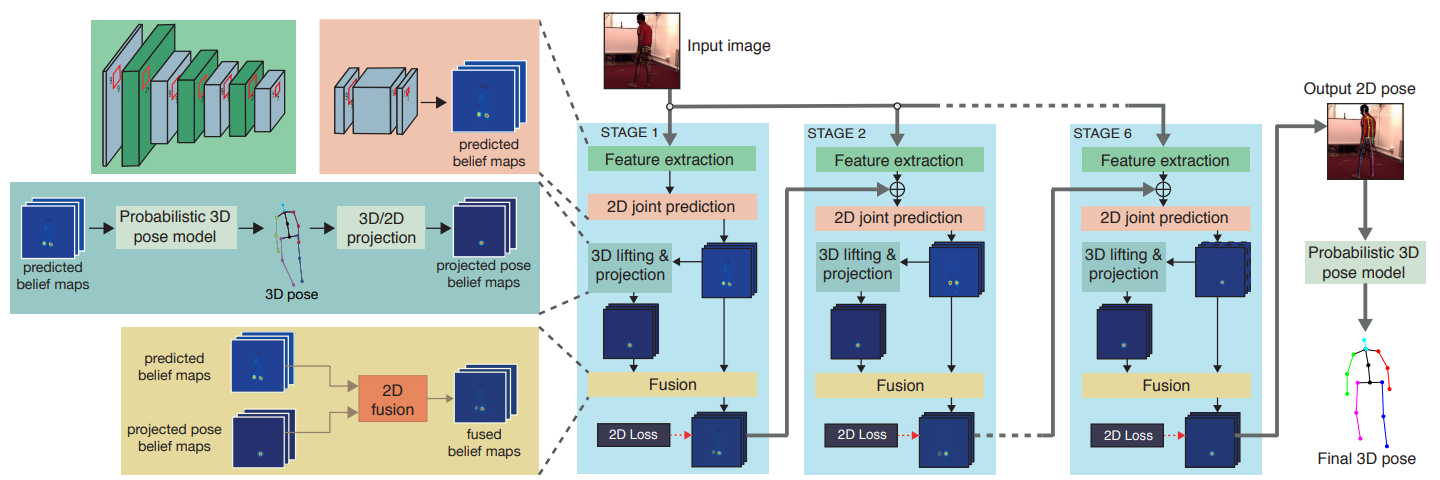 Input image
predicted
belief maps
Probabilistic 3D
pose model
3D/2D
projection
predicted
belief maps
3D pose
projected pose
belief maps
predicted
belief maps
projected pose
belief maps
2D
fusion
fused
belief maps
STAGE 1
Feature extraction
2D joint prediction
3D lifting &
projection
Fusion
2D Loss
STAGE 2
Feature extraction
2D joint prediction
3D lifting &
projection
Fusion
2D Loss
STAGE 6
Feature extraction
2D joint prediction
3D lifting &
projection
Fusion
2D Loss
Output 2D pose
Probabilistic 3D
pose model
Final 3D pose